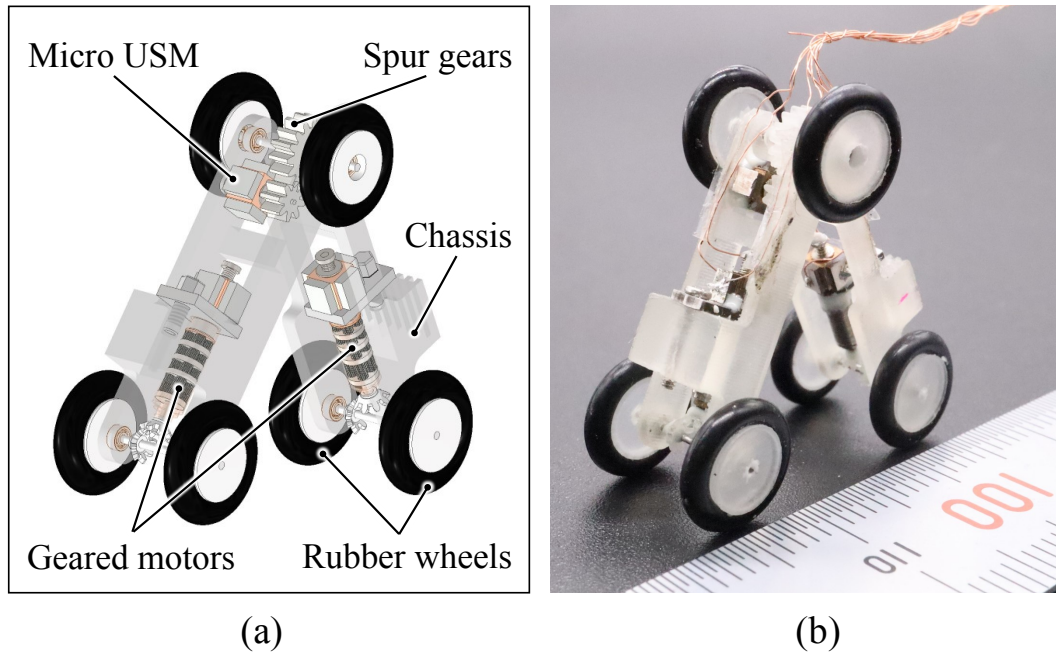 Micro USM
Spur gears
Chassis
Geared motors
Rubber wheels
100
110
(a)
(b)